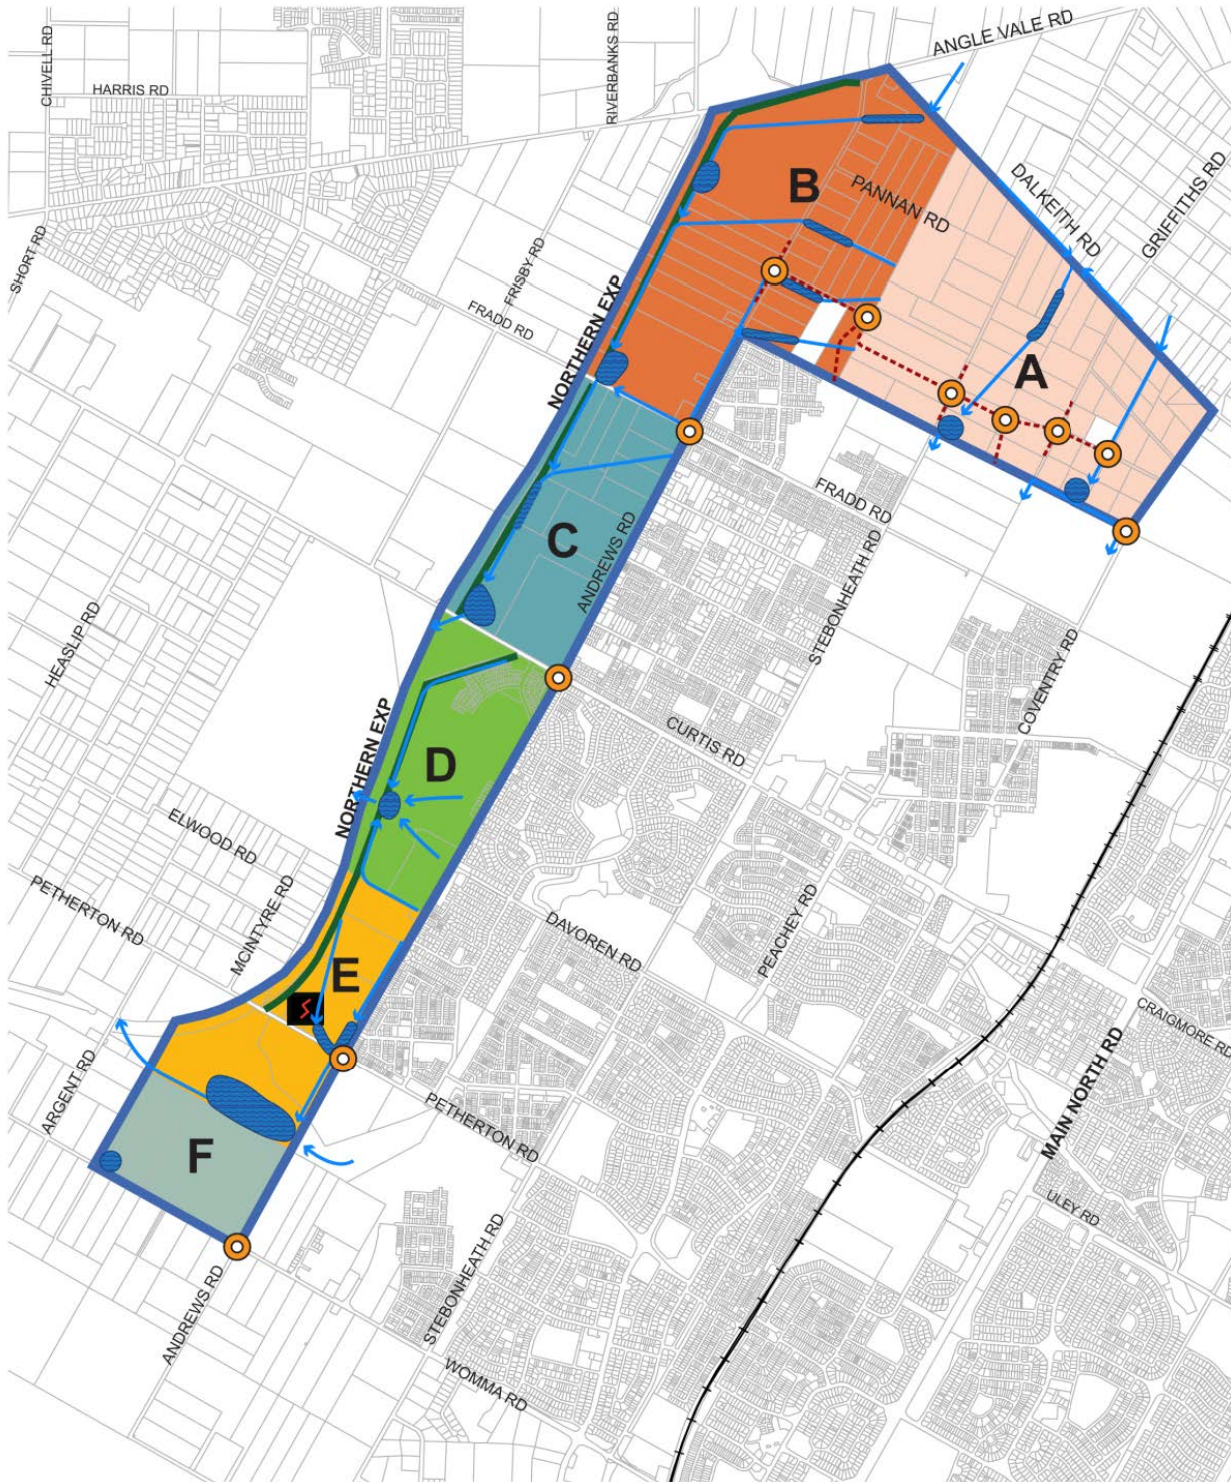 ANGLE VALE RD
CHIVELL RD
HARRIS RD
RIVERBANKS RD
B
PANNAN RD
DALKEITH RD
GRIFFITHS RD
SHORT RD
FRISBY RD
FRADD RD
NORTHERN EXP
A
FRADD RD
C
ANDREWS RD
STEBONHEATH RD
HEASLIP RD
COVENTRY RD
CURTIS RD
NORTHERN EXP
D
ELWOOD RD
PETHERTON RD
MCINTYRE RD
DAVOREN RD
PEACHEY RD
E
CRAIGMORE RD
MAIN NORTH RD
ARGENT RD
PETHERTON RD
F
ULEY RD
STEBONHEATH RD
ANDREWS RD
WOMMA RD